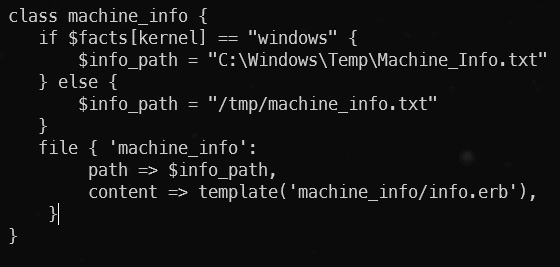 class machine_info {
   if $facts[kernel] == "windows" {
       $info_path = "C:\Windows\Temp\Machine_Info.txt"
   } else {
       $info_path = "/tmp/machine_info.txt"
   }
   file { 'machine_info':
        path => $info_path,
        content => template('machine_info/info.erb'),
    }
}